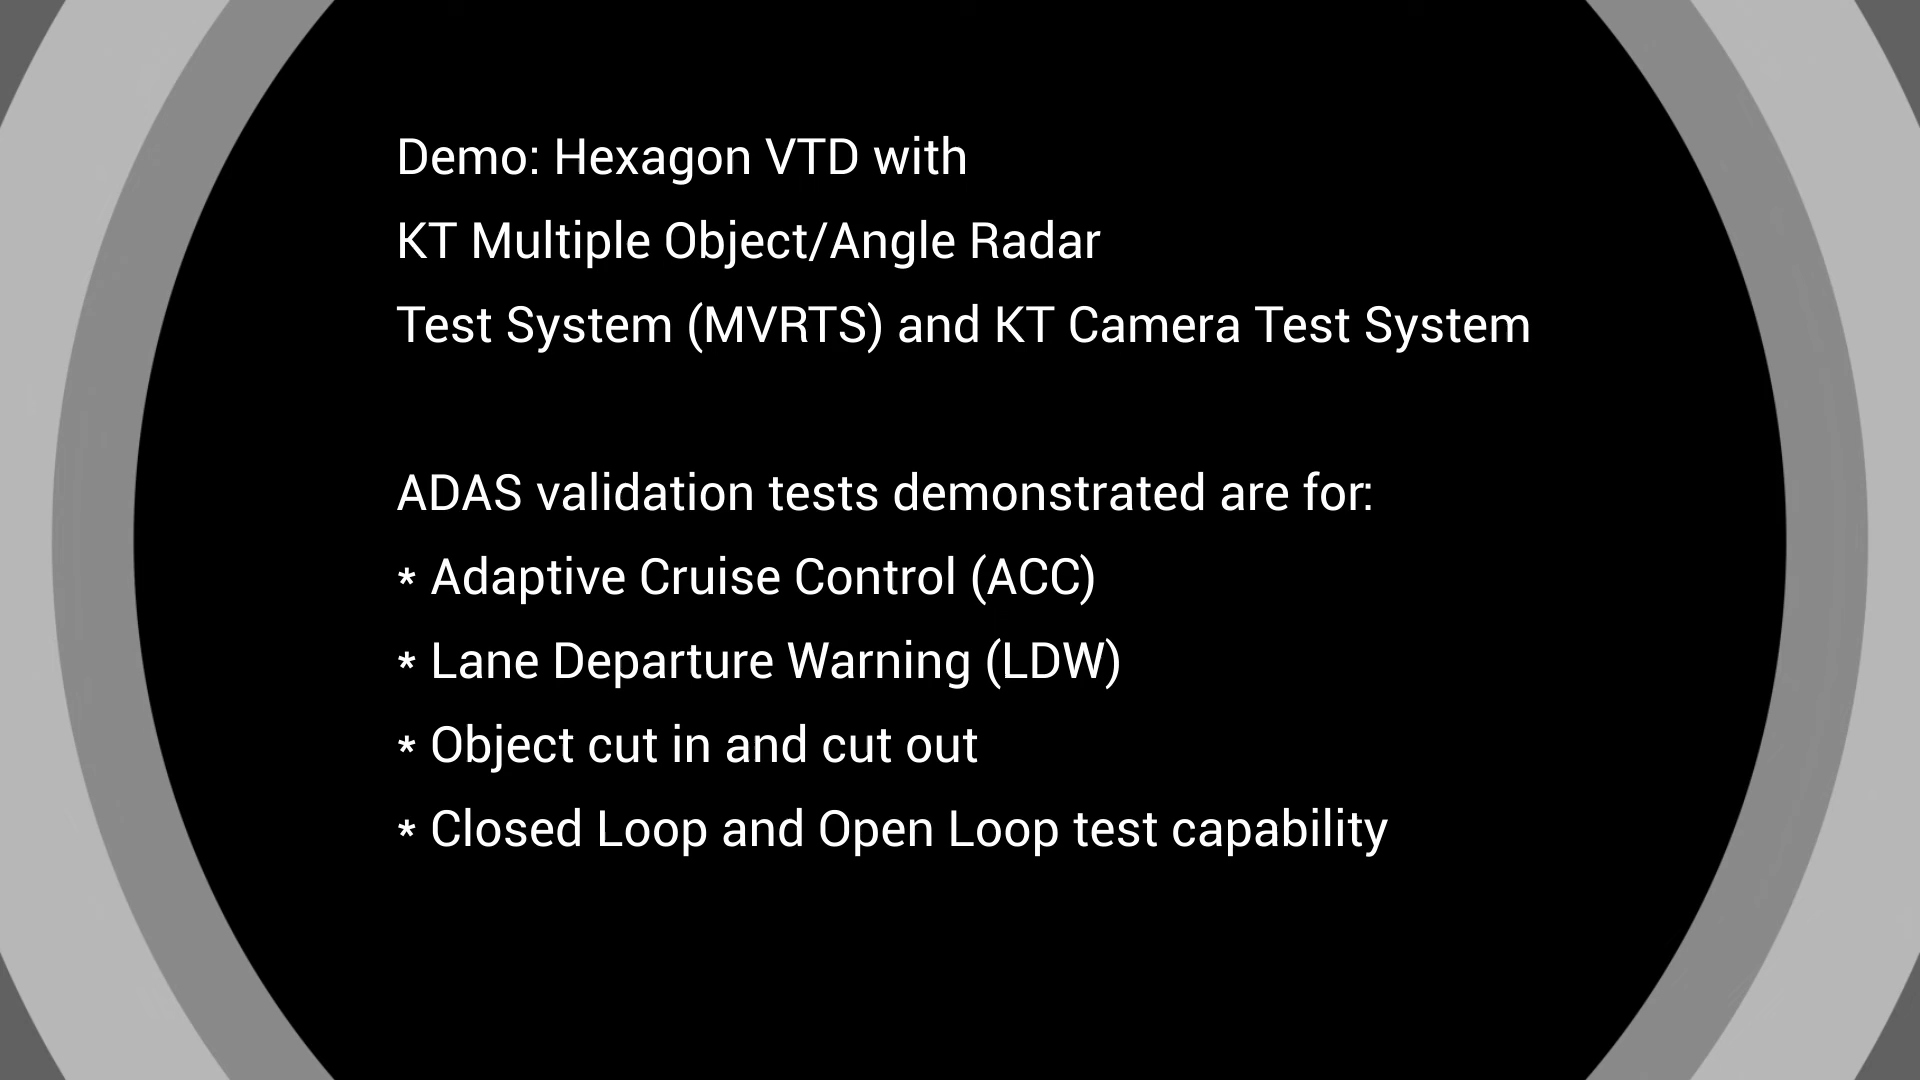 Demo: Hexagon VTD with
KT Multiple Object/Angle Radar
Test System (MVRTS) and KT Camera Test System
ADAS validation tests demonstrated are for:
* Adaptive Cruise Control (ACC)
* Lane Departure Warning (LDW)
* Object cut in and cut out
* Closed Loop and Open Loop test capability